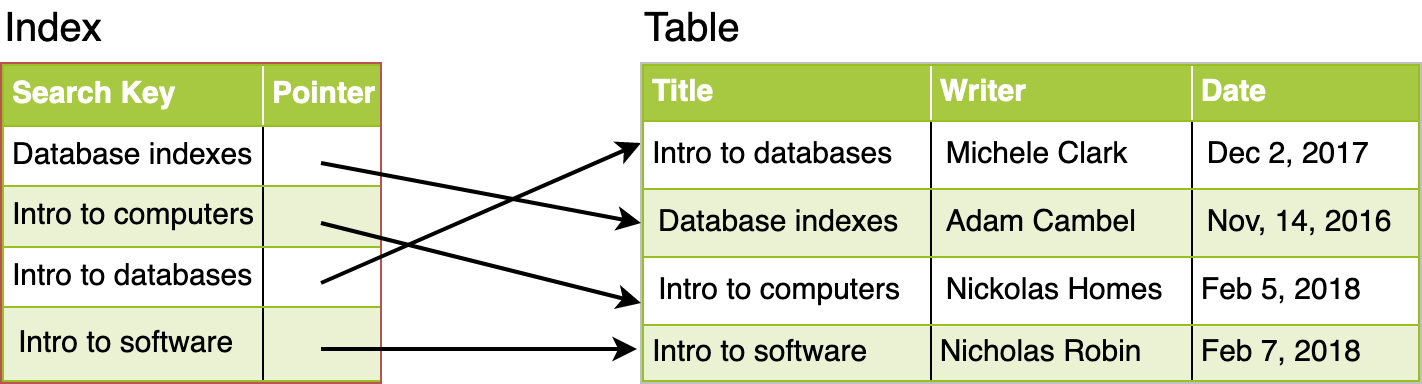 Index
Table
Search Key Pointer
Title Writer Date
Database indexes
Intro to databases Michele Clark Dec 2, 2017
Intro to computers
Database indexes Adam Cambel Nov, 14, 2016
Intro to databases
Intro to computers Nickolas Homes Feb 5, 2018
Intro to software
Intro to software Nicholas Robin Feb 7, 2018